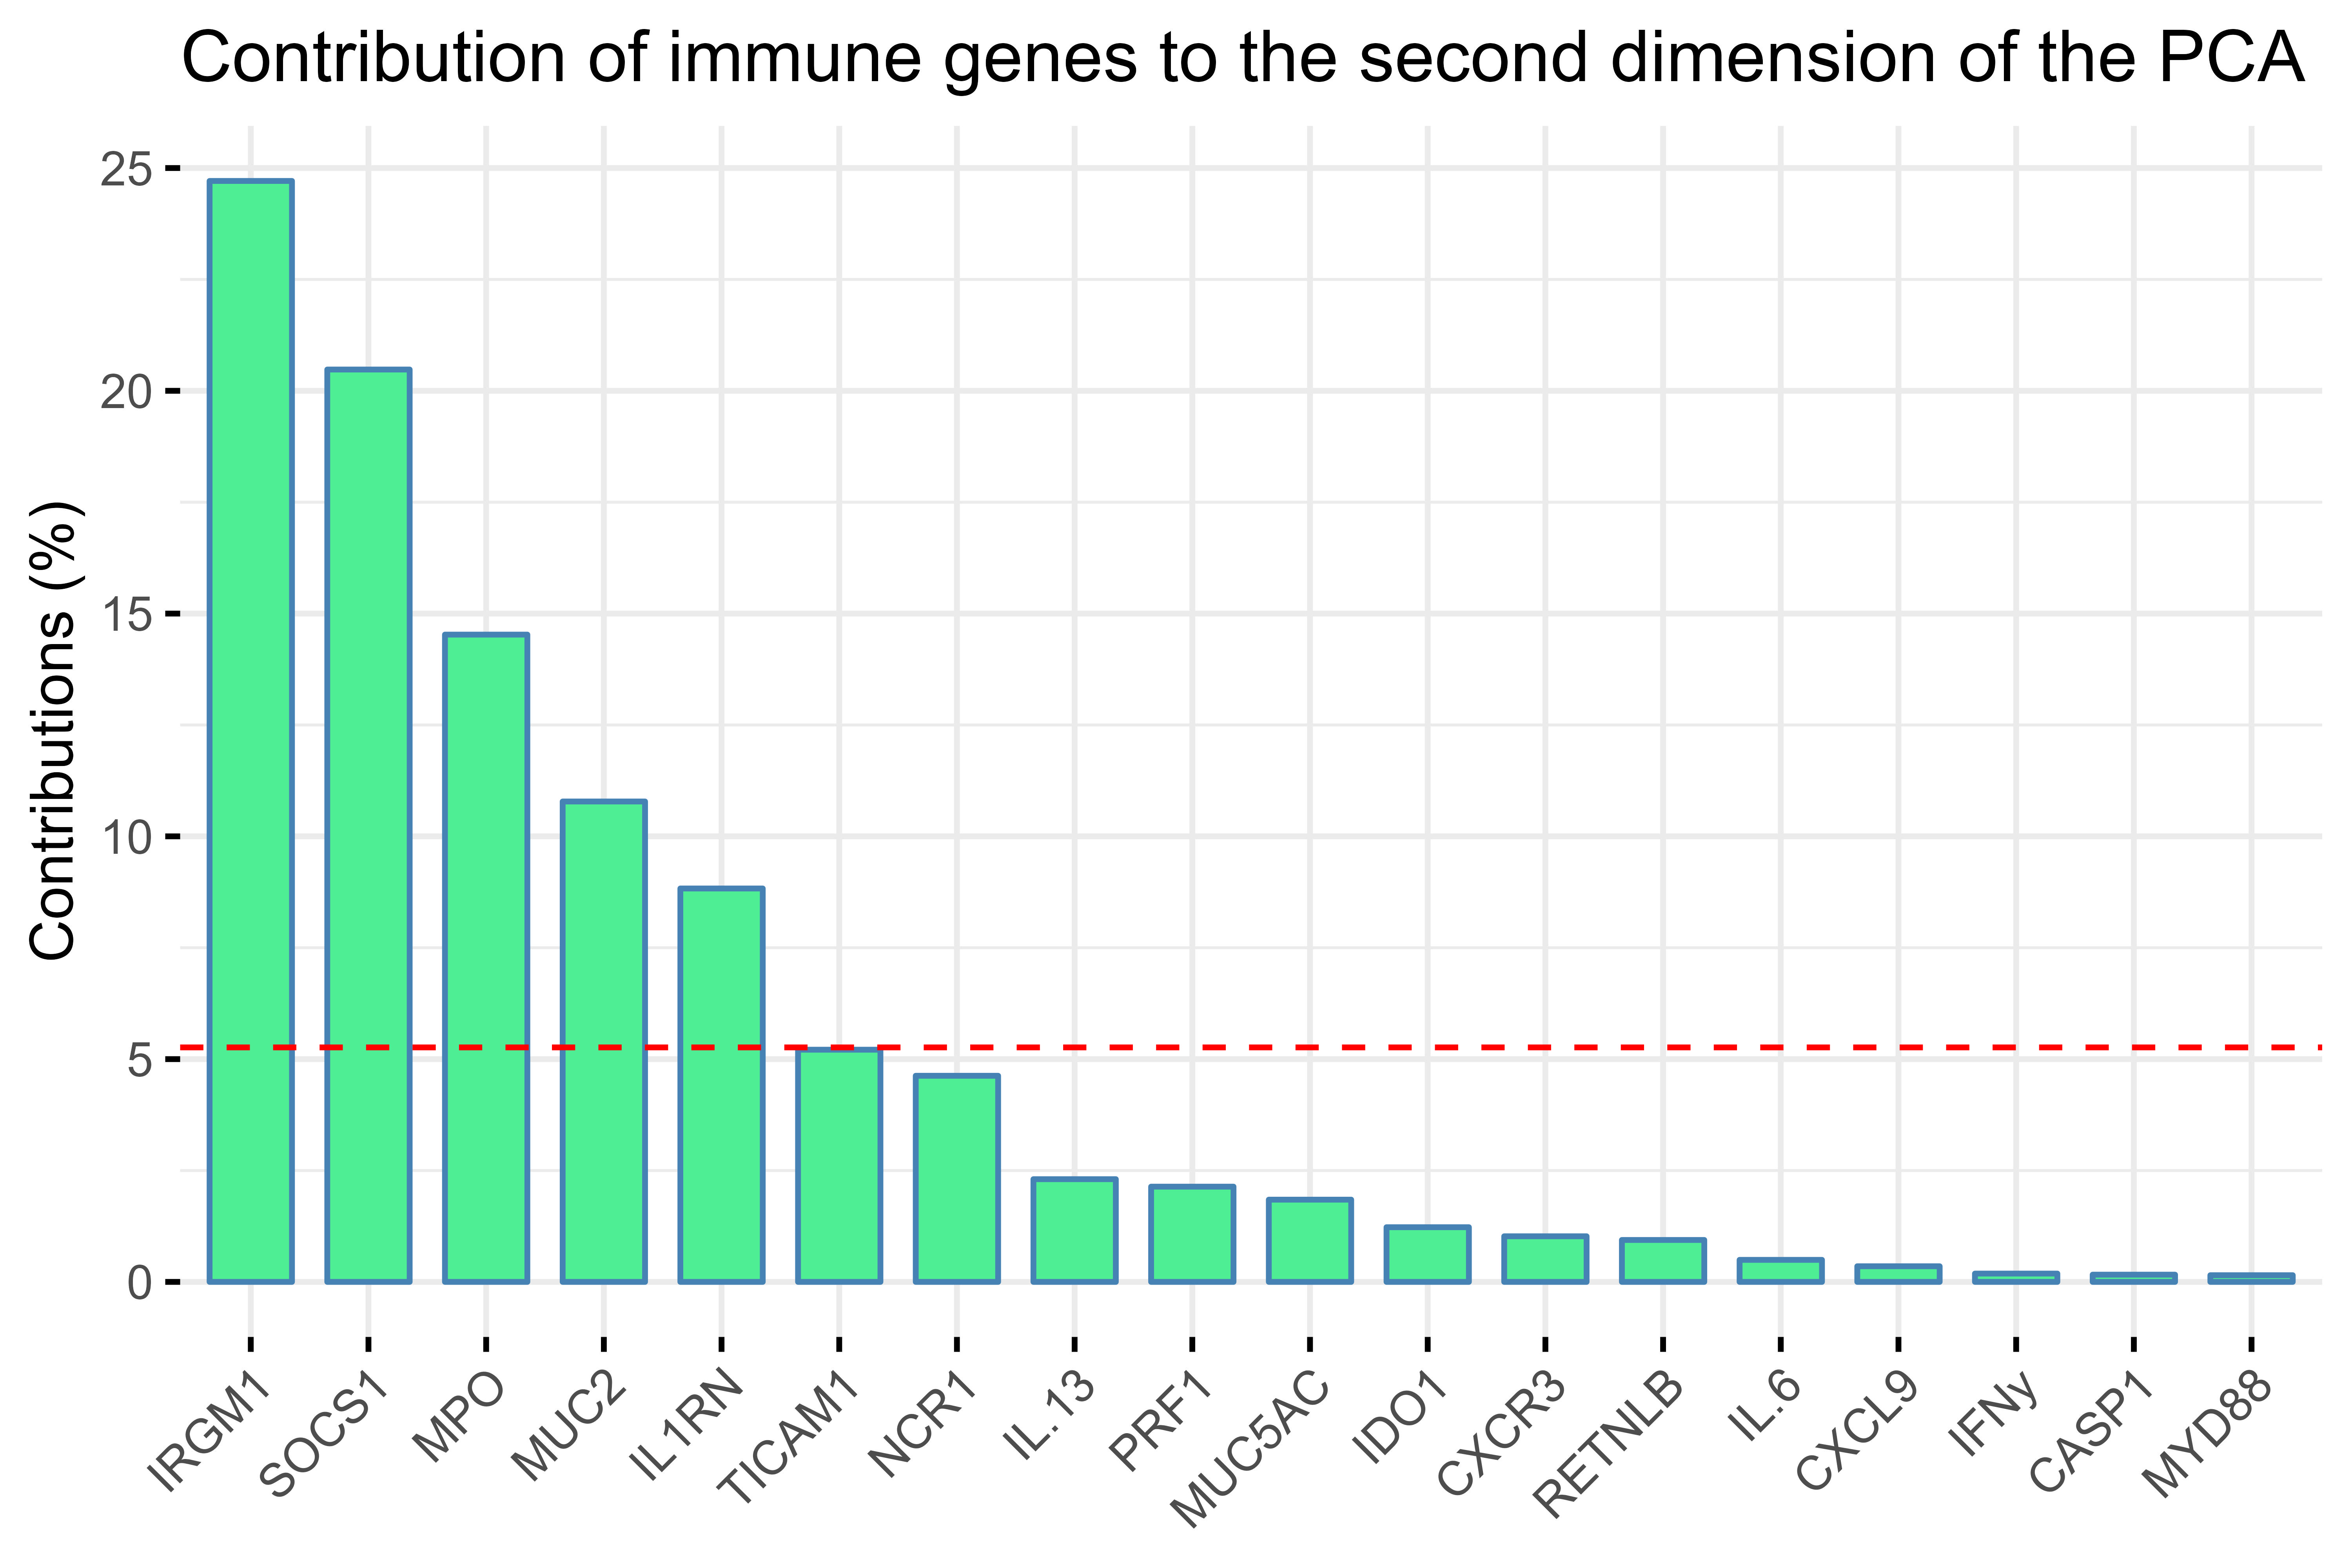 Contribution of immune genes to the second dimension of the PCA
Contributions (%)
25
20
15
10
5
0
IRGM1
SOCS1
MPO
MUC2
IL1RN
TICAM1
NCR1
IL.13
PRF1
MUC5AC
IDO1
CXCR3
RETNLB
IL.6
CXCL9
IFNy
CASP1
MYD88